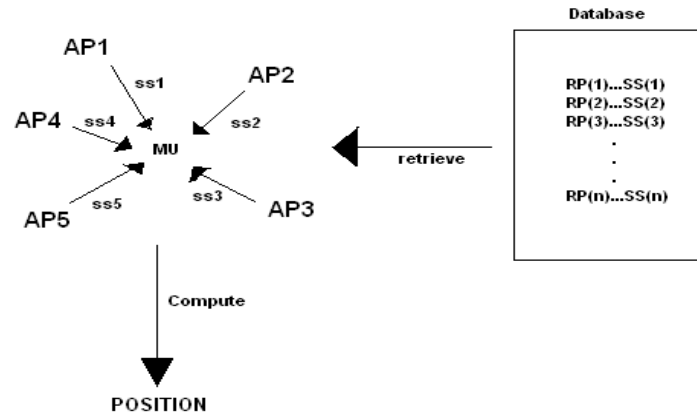 Database
AP1
AP2
ss1
ss2
AP4
ss4
MU
AP5
ss5
ss3
AP3
retrieve
RP(1)...SS(1)
RP(2)...SS(2)
RP(3)...SS(3)
.
.
.
RP(n)...SS(n)
Compute
POSITION